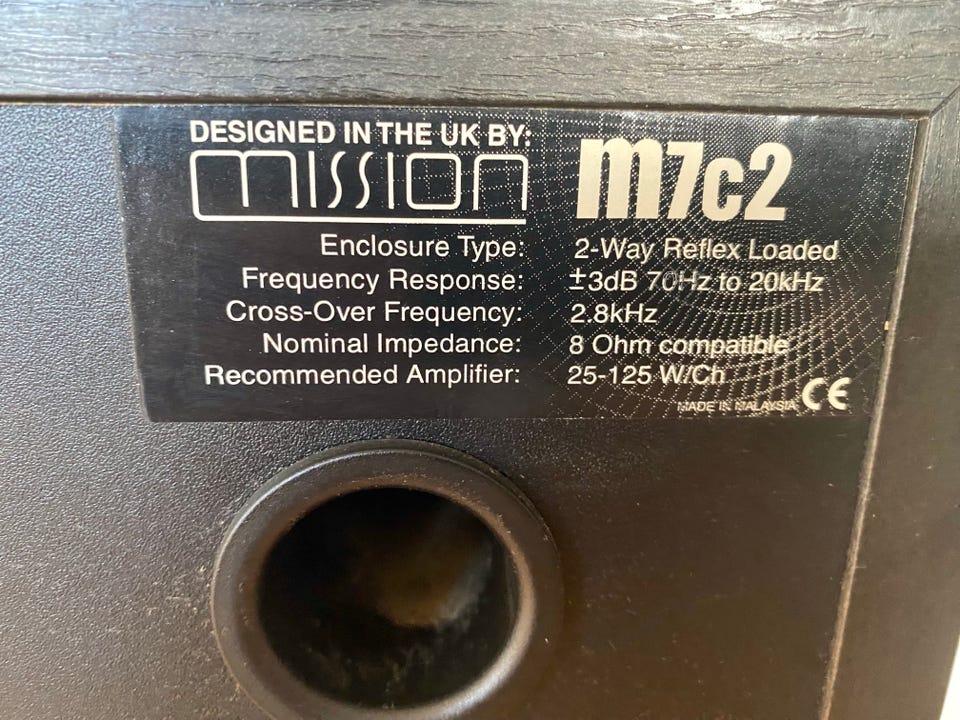 DESIGNED IN THE UK BY:
mission
m7c2
Enclosure Type: 2-Way Reflex Loaded
Frequency Response: ±3dB 70Hz to 20kHz
Cross-Over Frequency: 2.8kHz
Nominal Impedance: 8 Ohm compatible
Recommended Amplifier: 25-125 W/Ch
MADE IN MALAYSIA CE